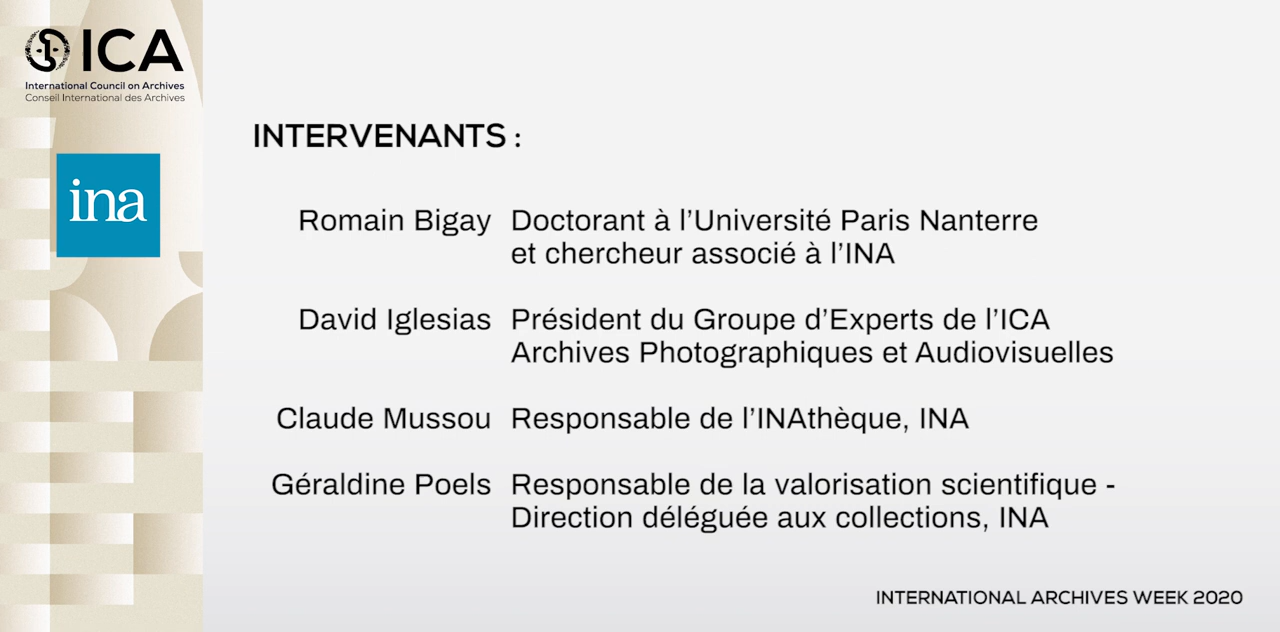 ICA
International Council on Archives
Conseil International des Archives
ina
INTERVENANTS :
Romain Bigay Doctorant à l’Université Paris Nanterre
et chercheur associé à l’INA
David Iglesias Président du Groupe d’Experts de l’ICA
Archives Photographiques et Audiovisuelles
Claude Mussou Responsable de l’INAthèque, INA
Géraldine Poels Responsable de la valorisation scientifique -
Direction déléguée aux collections, INA
INTERNATIONAL ARCHIVES WEEK 2020